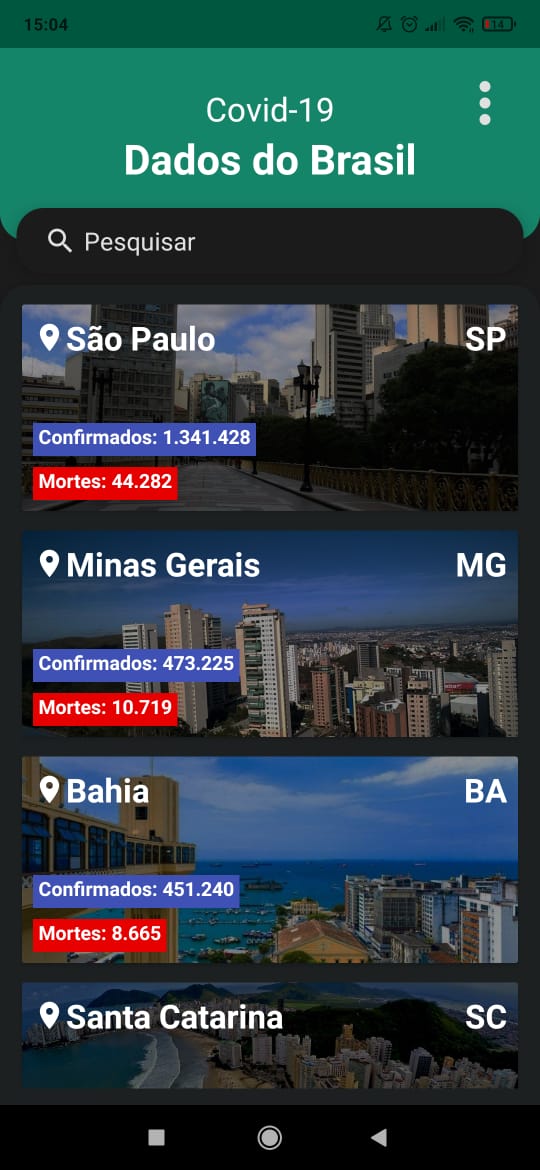 15:04
14
Covid-19
Dados do Brasil
Pesquisar
São Paulo SP
Confirmados: 1.341.428
Mortes: 44.282
Minas Gerais MG
Confirmados: 473.225
Mortes: 10.719
Bahia BA
Confirmados: 451.240
Mortes: 8.665
Santa Catarina SC